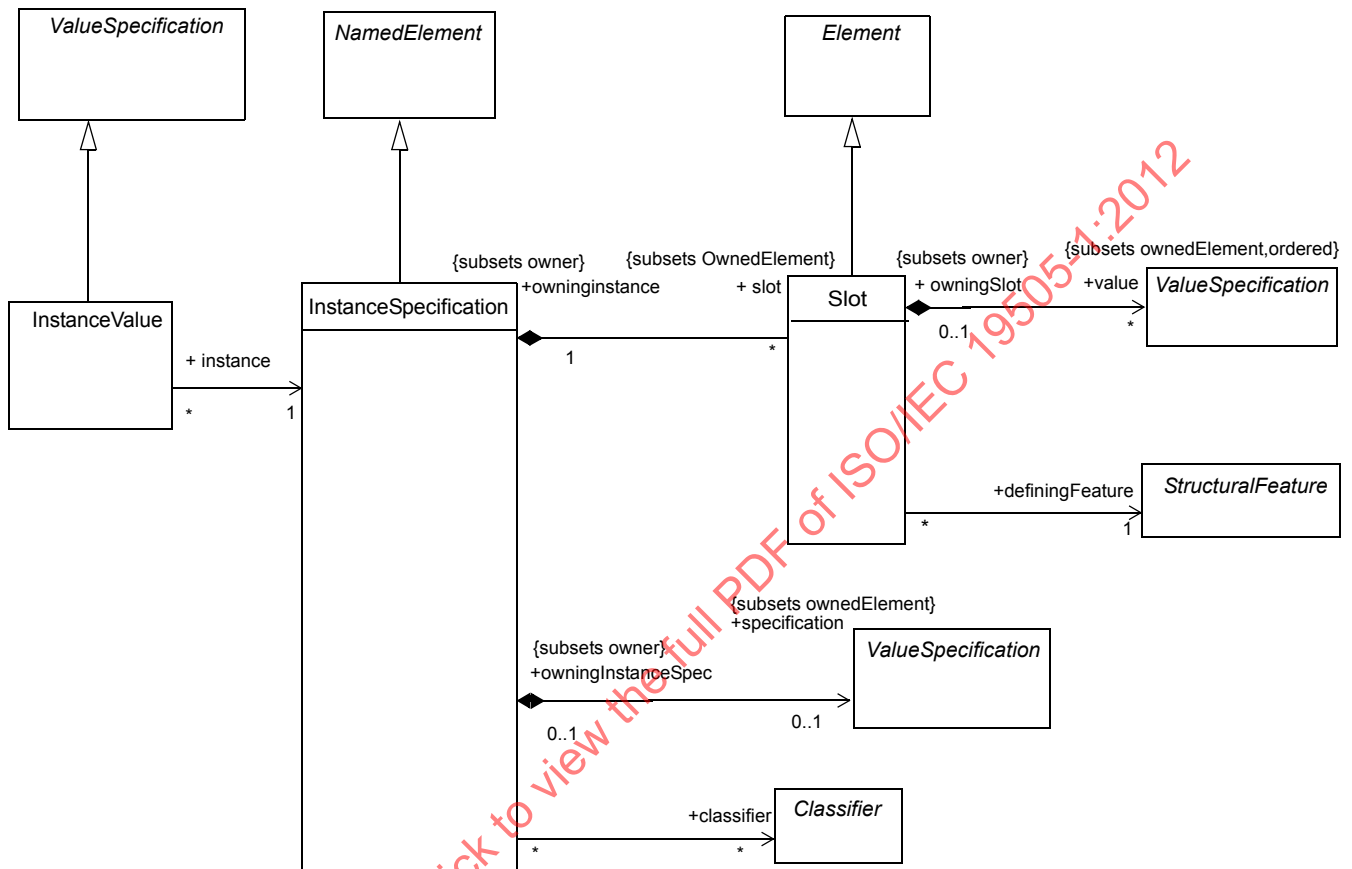 ValueSpecification
NamedElement
Element
{subsets owner}
+owninginstance
{subsets OwnedElement}
+ slot
{subsets owner}
+ owningSlot
{subsets ownedElement,ordered}
+value
ValueSpecification
InstanceValue
InstanceSpecification
Slot
0..1
*
1
*
+ instance
*
1
+definingFeature
StructuralFeature
*
1
{subsets ownedElement}
+specification
{subsets owner}
+owningInstanceSpec
ValueSpecification
0..1
0..1
+classifier
Classifier
*
*
ick to view the full PDF of ISO/IEC 19505-1:2012